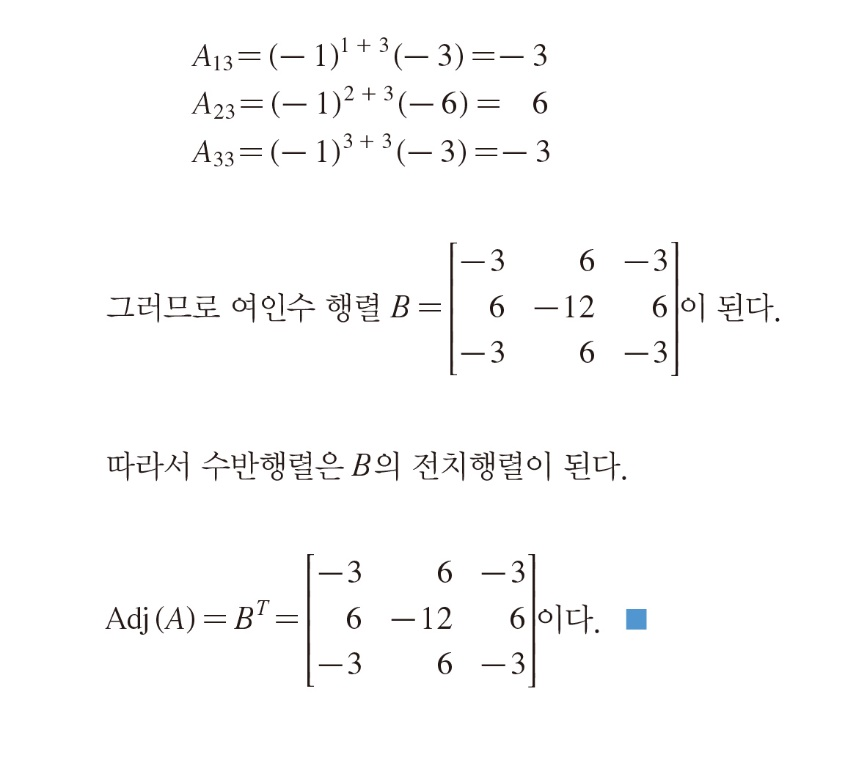 A₁₃=(−1)¹⁺³(−3)=−3
A₂₃=(−1)²⁺³(−6)= 6
A₃₃=(−1)³⁺³(−3)=−3
그러므로 여인수 행렬 B=[−3 6 −3; 6 −12 6; −3 6 −3]이 된다.
따라서 수반행렬은 B의 전치행렬이 된다.
Adj(A)=Bᵀ=[−3 6 −3; 6 −12 6; −3 6 −3]이다. ■